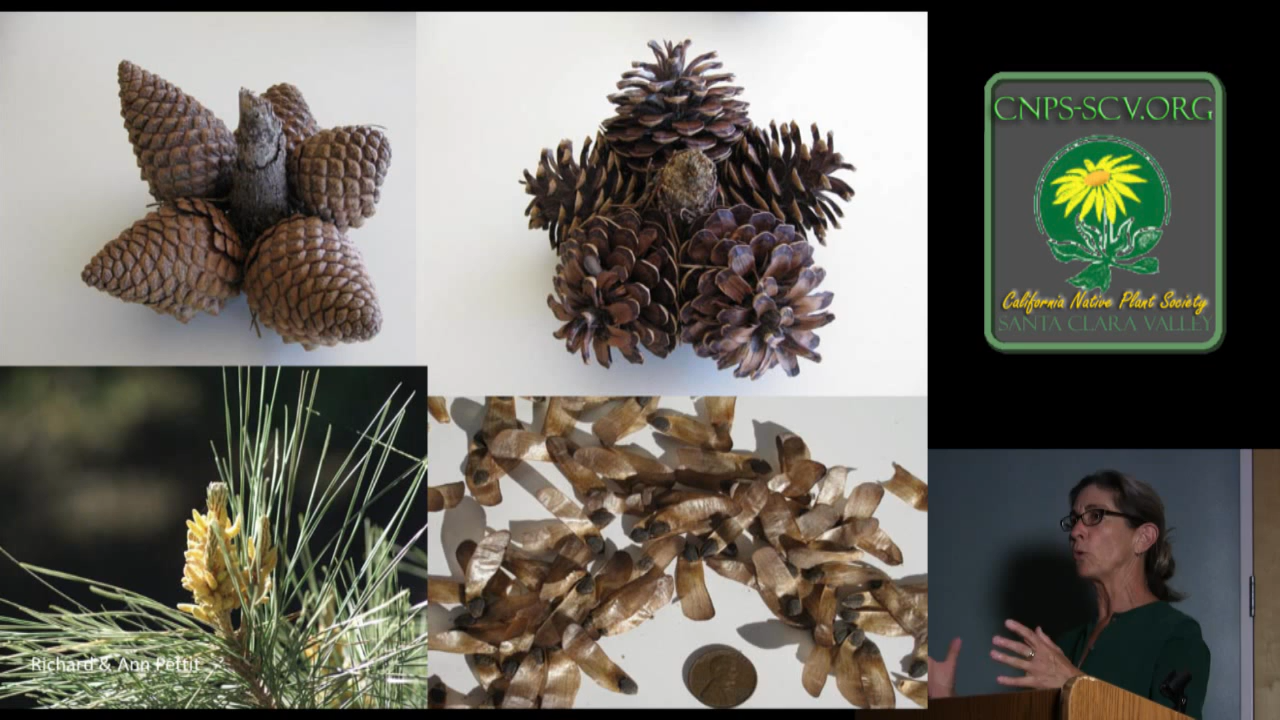 CNPS-SCV.ORG
California Native Plant Society
SANTA CLARA VALLEY
Richard & Ann Pettit